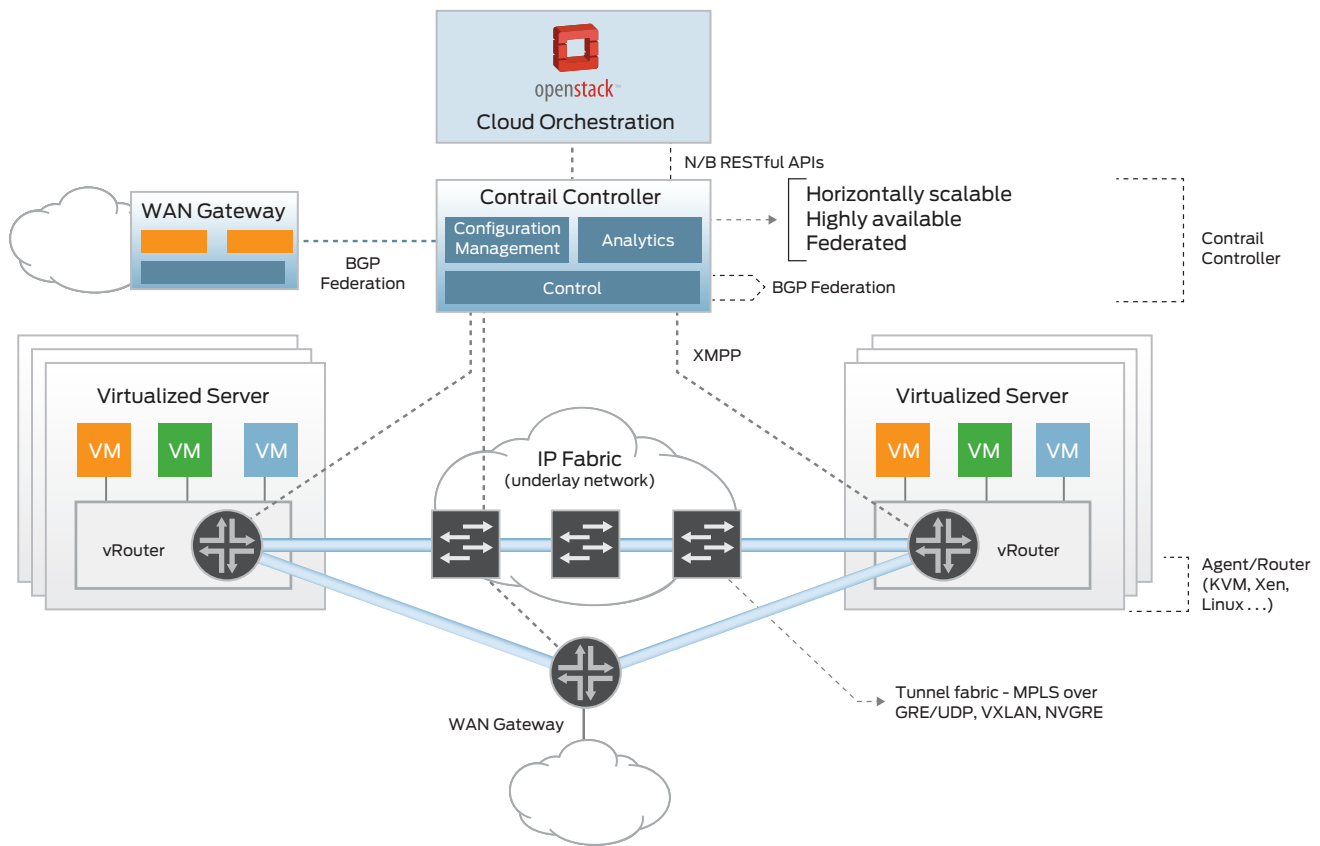 openstack™
Cloud Orchestration
N/B RESTful APIs
Contrail Controller
Configuration
Management
Analytics
Control
Horizontally scalable
Highly available
Federated
Contrail
Controller
WAN Gateway
BGP
Federation
BGP Federation
XMPP
Virtualized Server
VM
VM
VM
vRouter
IP Fabric
(underlay network)
Virtualized Server
VM
VM
VM
vRouter
Agent/Router
(KVM, Xen,
Linux . . .)
Tunnel fabric - MPLS over
GRE/UDP, VXLAN, NVGRE
WAN Gateway